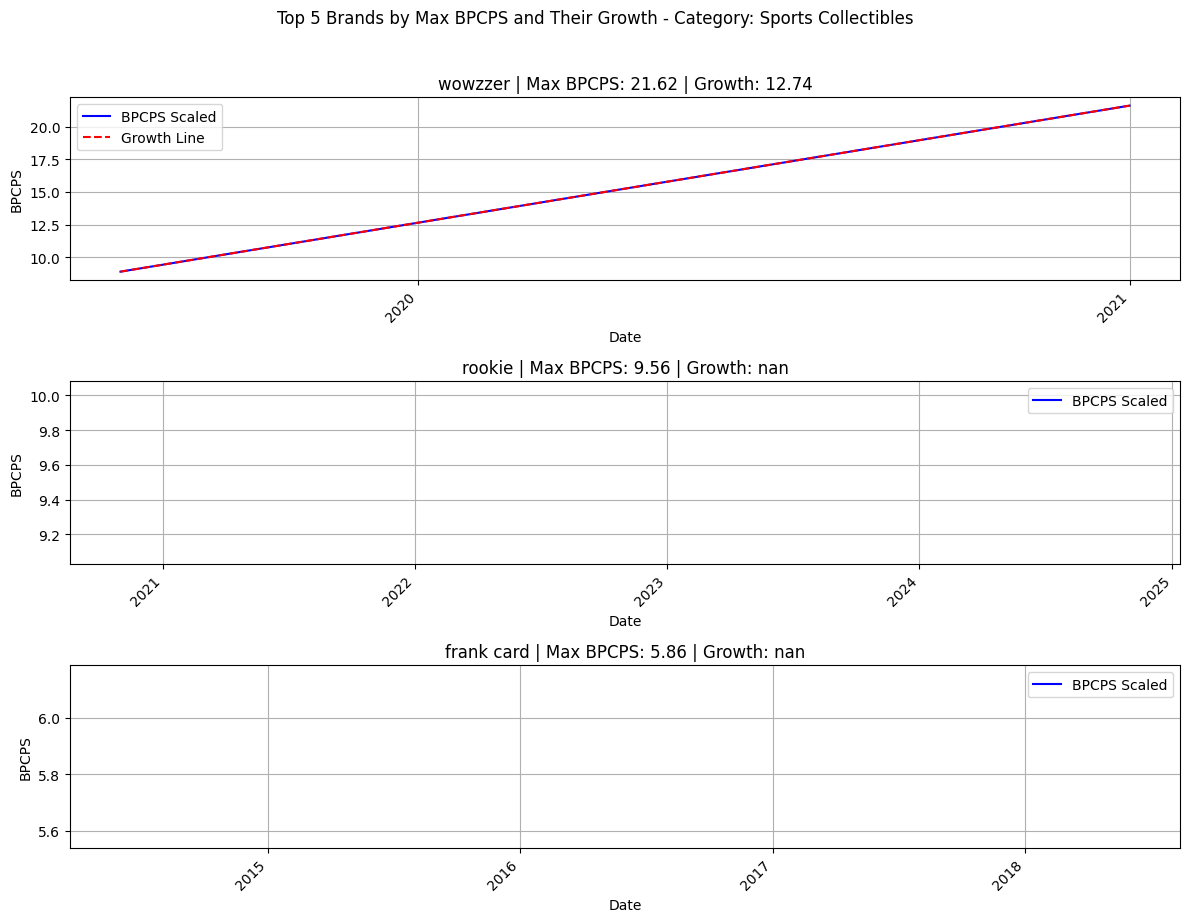 Top 5 Brands by Max BPCPS and Their Growth - Category: Sports Collectibles
wowzzer | Max BPCPS: 21.62 | Growth: 12.74
BPCPS Scaled
Growth Line
20.0
17.5
15.0
12.5
10.0
BPCPS
2020
2021
Date
rookie | Max BPCPS: 9.56 | Growth: nan
BPCPS Scaled
10.0
9.8
9.6
9.4
9.2
BPCPS
2021
2022
2023
2024
2025
Date
frank card | Max BPCPS: 5.86 | Growth: nan
BPCPS Scaled
6.0
5.8
5.6
BPCPS
2015
2016
2017
2018
Date